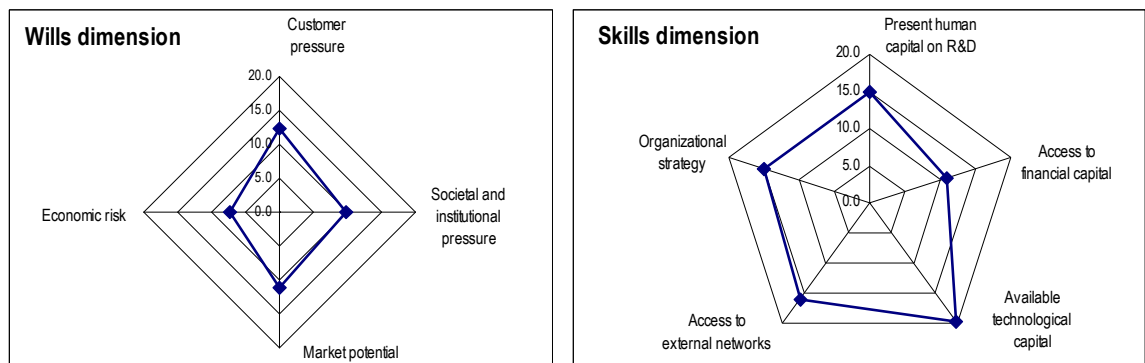 Wills dimension
Customer
pressure
20.0
15.0
10.0
5.0
0.0
Economic risk
Societal and
institutional
pressure
Market potential
Skills dimension
Present human
capital on R&D
20.0
15.0
10.0
5.0
0.0
Organizational
strategy
Access to
financial capital
Access to
external networks
Available
technological
capital